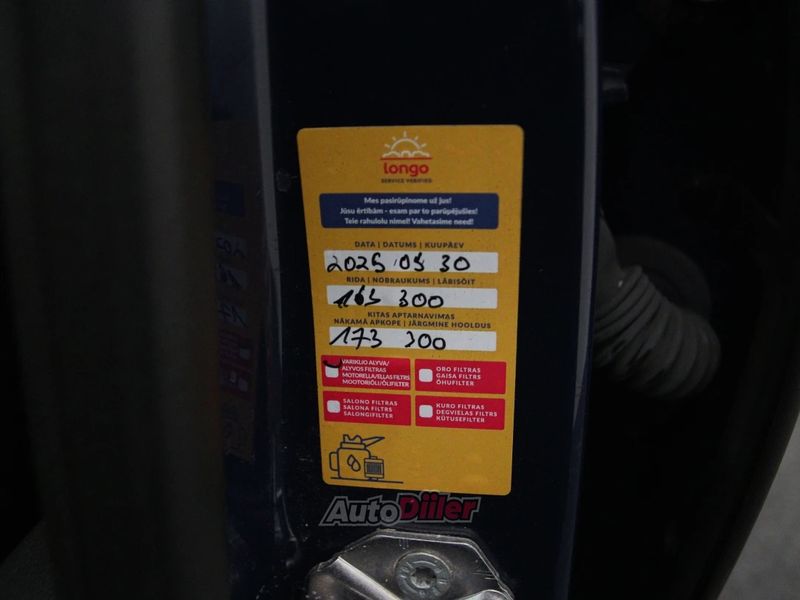 longo
SERVICE VERIFIED
Mes pasirūpinome už jus!
Jūsu ērtībām - esam par to parūpējušies!
Teie rahulolu nimel! Vahetasime need!
DATA | DATUMS | KUUPÄEV
2025 05 30
RIDA | NOBRAUKUMS | LÄBISÕIT
163 300
KITAS APTARNAVIMAS
NĀKAMĀ APKOPE | JÄRGMINE HOOLDUS
173 300
VARIKLIO ALYVA/
ALYVOS FILTRAS
MOTOREĻĻA/EĻĻAS FILTRS
MOOTORIÕLI/ÕLIFILTER
ORO FILTRAS
GAISA FILTRS
ÕHUFILTER
SALONO FILTRAS
SALONA FILTRS
SALONGIFILTER
KURO FILTRAS
DEGVIELAS FILTRS
KÜTUSEFILTER
AutoDiiler